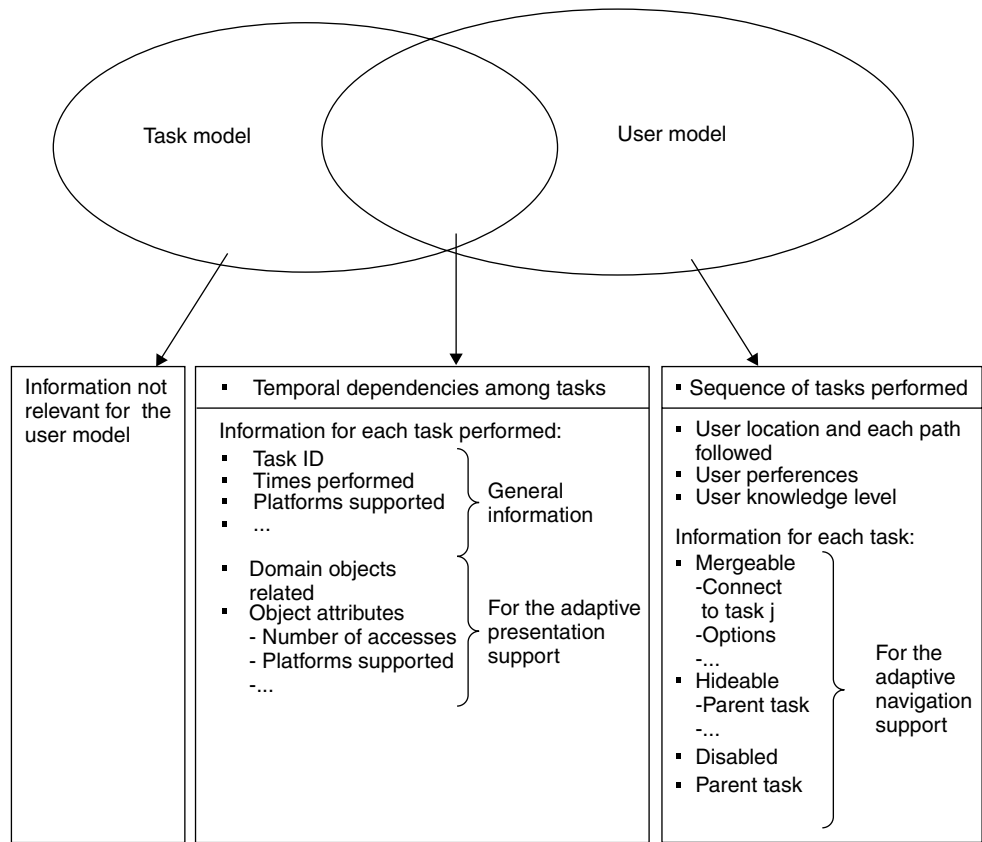 Task model
User model
Information not
relevant for the
user model
▪ Temporal dependencies among tasks
Information for each task performed:
▪ Task ID
▪ Times performed
▪ Platforms supported
▪ ...
General
information
▪ Domain objects
related
▪ Object attributes
- Number of accesses
- Platforms supported
-...
For the adaptive
presentation
support
▪ Sequence of tasks performed
▪ User location and each path
followed
▪ User perferences
▪ User knowledge level
Information for each task:
▪ Mergeable
-Connect
to task j
-Options
-...
▪ Hideable
-Parent task
-...
▪ Disabled
▪ Parent task
For the
adaptive
navigation
support